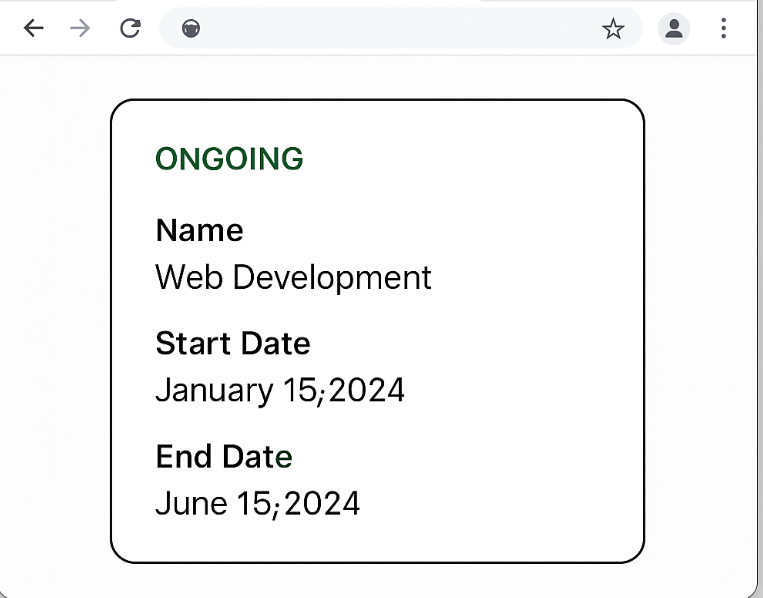 ONGOING
Name
Web Development
Start Date
January 15;2024
End Date
June 15;2024